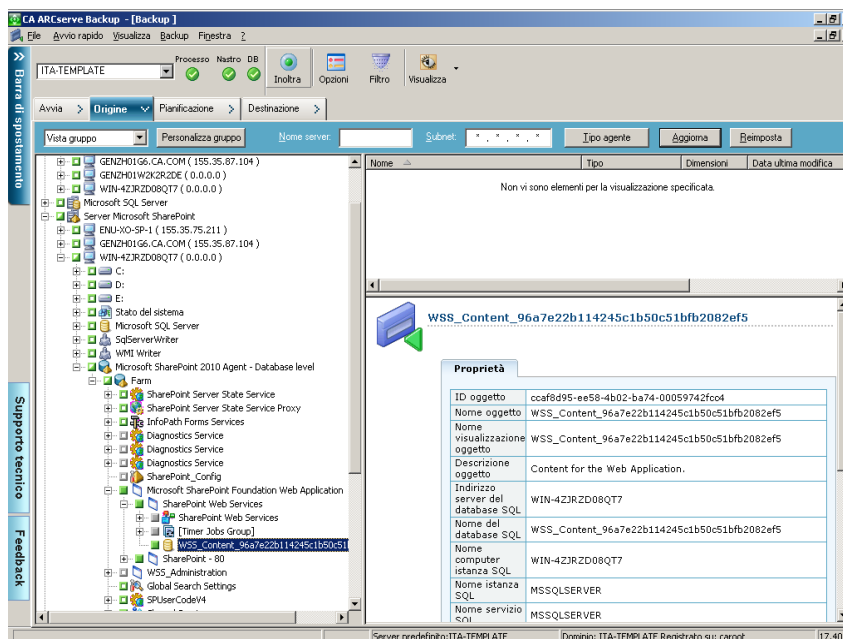 CA ARCserve Backup - [Backup ]
File Avvio rapido Visualizza Backup Finestra ?
Barra di spostamento
ITA-TEMPLATE
Processo Nastro DB
Inoltra
Opzioni
Filtro
Visualizza
Avvia > Origine Pianificazione > Destinazione >
Vista gruppo
Personalizza gruppo
Nome server:
Subnet:
* . * . * . *
Tipo agente
Aggiorna
Reimposta
GENZH01G6.CA.COM ( 155.35.87.104 )
GENZH01W2K2R2DE ( 0.0.0.0 )
WIN-4ZJRZD08QT7 ( 0.0.0.0 )
Microsoft SQL Server
Server Microsoft SharePoint
ENU-XO-SP-1 ( 155.35.75.211 )
GENZH01G6.CA.COM ( 155.35.87.104 )
WIN-4ZJRZD08QT7 ( 0.0.0.0 )
C:
D:
E:
Stato del sistema
Microsoft SQL Server
SqlServerWriter
WMI Writer
Microsoft SharePoint 2010 Agent - Database level
Farm
SharePoint Server State Service
SharePoint Server State Service Proxy
InfoPath Forms Services
Diagnostics Service
Diagnostics Service
Diagnostics Service
SharePoint_Config
Microsoft SharePoint Foundation Web Application
SharePoint Web Services
SharePoint Web Services
[Timer Jobs Group]
WSS_Content_96a7e22b114245c1b50c51
SharePoint - 80
WSS_Administration
Global Search Settings
SPUserCodeV4
Supporto tecnico
Feedback
Nome Tipo Dimensioni Data ultima modifica
Non vi sono elementi per la visualizzazione specificata.
WSS_Content_96a7e22b114245c1b50c51bfb2082ef5
Proprietà
ID oggetto ccaf8d95-ee58-4b02-ba74-00059742fcc4
Nome oggetto WSS_Content_96a7e22b114245c1b50c51bfb2082ef5
Nome
visualizzazione WSS_Content_96a7e22b114245c1b50c51bfb2082ef5
oggetto
Descrizione
oggetto Content for the Web Application.
Indirizzo
server del WIN-4ZJRZD08QT7
database SQL
Nome del
database SQL WSS_Content_96a7e22b114245c1b50c51bfb2082ef5
Nome
computer WIN-4ZJRZD08QT7
istanza SQL
Nome istanza
SQL MSSQLSERVER
Nome servizio
SQL MSSQLSERVER
Server predefinito:ITA-TEMPLATE
Dominio: ITA-TEMPLATE Registrato su: caroot
17.40